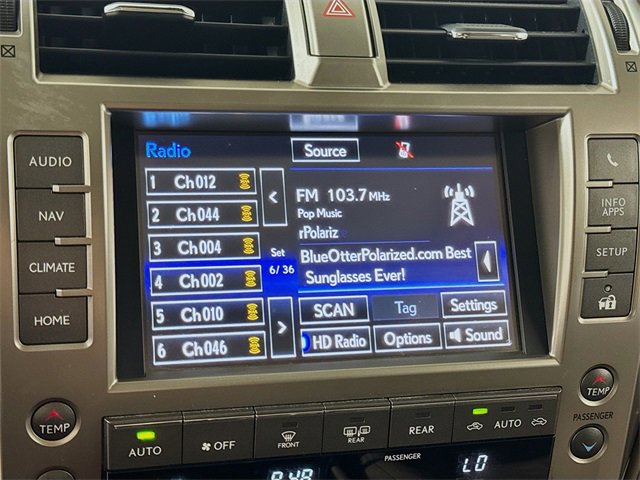 AUDIO
NAV
CLIMATE
HOME
Radio
Source
1 Ch012
2 Ch044
3 Ch004
4 Ch002
5 Ch010
6 Ch046
<
Set
6/36
>
FM 103.7 MHz
Pop Music
rPolariz
BlueOtterPolarized.com Best
Sunglasses Ever!
SCAN
Tag
Settings
HD Radio
Options
Sound
INFO
APPS
SETUP
TEMP
AUTO
OFF
FRONT
REAR
REAR
AUTO
TEMP
PASSENGER
PASSENGER
LO